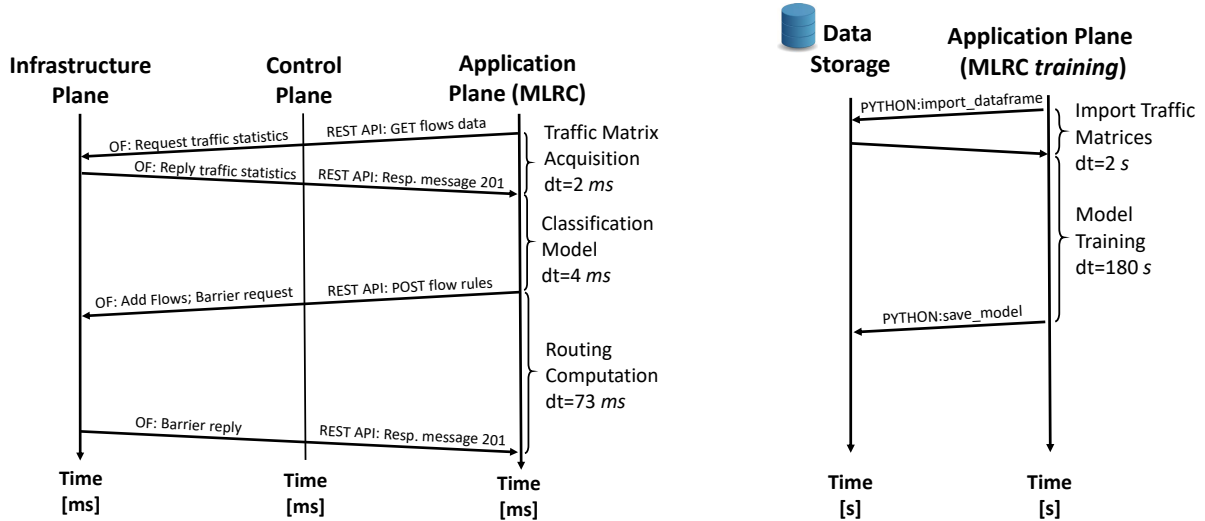 Infrastructure
Plane
Control
Plane
Application
Plane (MLRC)
OF: Request traffic statistics
REST API: GET flows data
OF: Reply traffic statistics
REST API: Resp. message 201
Traffic Matrix
Acquisition
dt=2 ms
Classification
Model
dt=4 ms
OF: Add Flows; Barrier request
REST API: POST flow rules
Routing
Computation
dt=73 ms
OF: Barrier reply
REST API: Resp. message 201
Time
[ms]
Time
[ms]
Time
[ms]
Data
Storage
Application Plane
(MLRC training)
PYTHON:import_dataframe
Import Traffic
Matrices
dt=2 s
Model
Training
dt=180 s
PYTHON:save_model
Time
[s]
Time
[s]